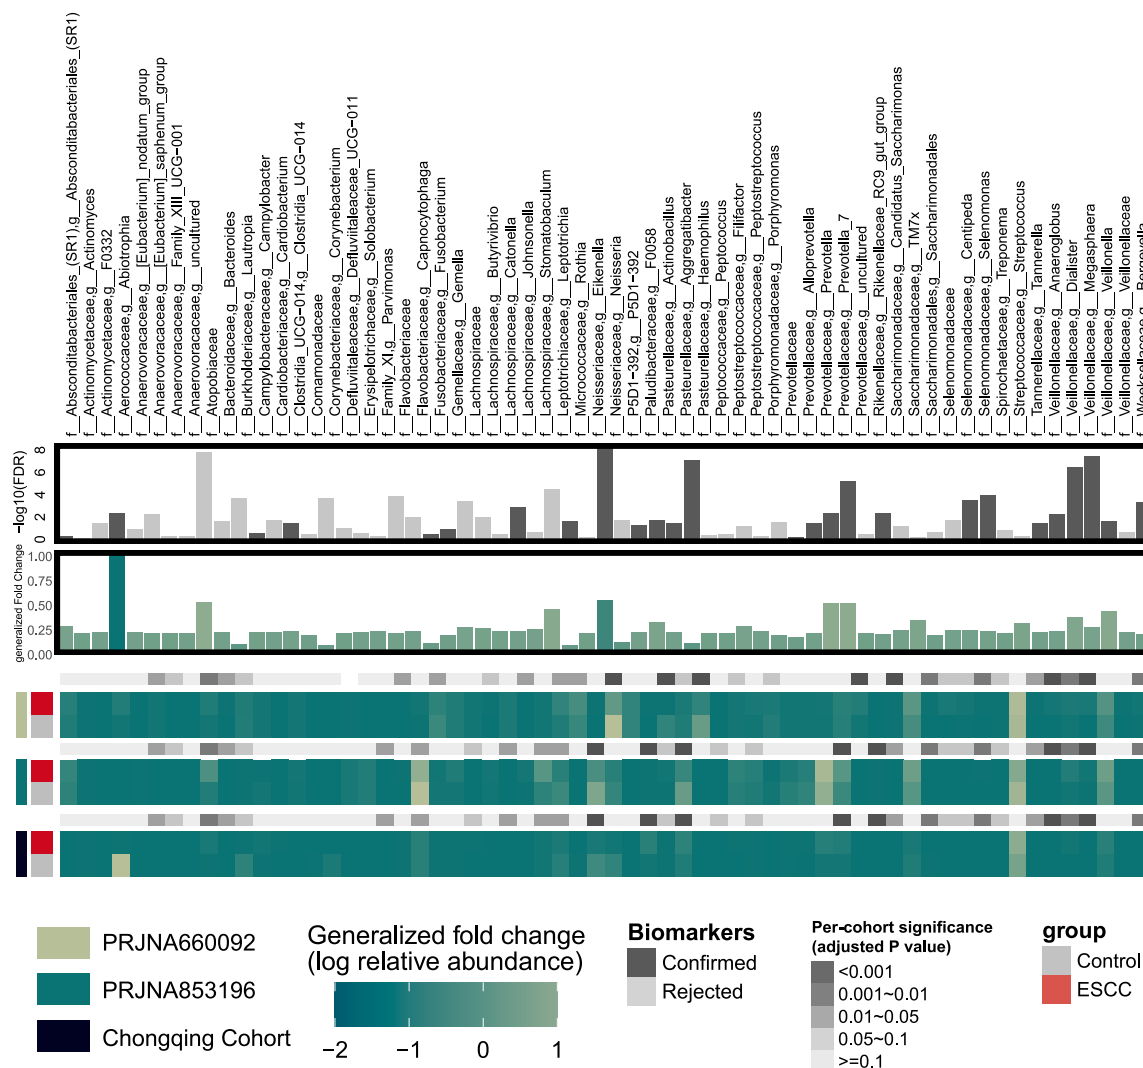 f__Absconditabacteriales_(SR1),g__Absconditabacteriales_(SR1)
f__Actinomycetaceae,g__Actinomyces
f__Actinomycetaceae,g__F0332
f__Aerococcaceae,g__Abiotrophia
f__Anaerovoracaceae,g__[Eubacterium]_nodatum_group
f__Anaerovoracaceae,g__[Eubacterium]_saphenum_group
f__Anaerovoracaceae,g__Family_XIII_UCG−001
f__Anaerovoracaceae,g__uncultured
f__Atopobiaceae
f__Bacteroidaceae,g__Bacteroides
f__Burkholderiaceae,g__Lautropia
f__Campylobacteraceae,g__Campylobacter
f__Cardiobacteriaceae,g__Cardiobacterium
f__Clostridia_UCG−014,g__Clostridia_UCG−014
f__Comamonadaceae
f__Corynebacteriaceae,g__Corynebacterium
f__Defluviitaleaceae,g__Defluviitaleaceae_UCG−011
f__Erysipelotrichaceae,g__Solobacterium
f__Family_XI,g__Parvimonas
f__Flavobacteriaceae
f__Flavobacteriaceae,g__Capnocytophaga
f__Fusobacteriaceae,g__Fusobacterium
f__Gemellaceae,g__Gemella
f__Lachnospiraceae
f__Lachnospiraceae,g__Butyrivibrio
f__Lachnospiraceae,g__Catonella
f__Lachnospiraceae,g__Johnsonella
f__Lachnospiraceae,g__Stomatobaculum
f__Leptotrichiaceae,g__Leptotrichia
f__Micrococcaceae,g__Rothia
f__Neisseriaceae,g__Eikenella
f__Neisseriaceae,g__Neisseria
f__P5D1−392,g__P5D1−392
f__Paludibacteraceae,g__F0058
f__Pasteurellaceae,g__Actinobacillus
f__Pasteurellaceae,g__Aggregatibacter
f__Pasteurellaceae,g__Haemophilus
f__Peptococcaceae,g__Peptococcus
f__Peptostreptococcaceae,g__Filifactor
f__Peptostreptococcaceae,g__Peptostreptococcus
f__Porphyromonadaceae,g__Porphyromonas
f__Prevotellaceae
f__Prevotellaceae,g__Alloprevotella
f__Prevotellaceae,g__Prevotella
f__Prevotellaceae,g__Prevotella_7
f__Prevotellaceae,g__uncultured
f__Rikenellaceae,g__Rikenellaceae_RC9_gut_group
f__Saccharimonadaceae,g__Candidatus_Saccharimonas
f__Saccharimonadaceae,g__TM7x
f__Saccharimonadales,g__Saccharimonadales
f__Selenomonadaceae
f__Selenomonadaceae,g__Centipeda
f__Selenomonadaceae,g__Selenomonas
f__Spirochaetaceae,g__Treponema
f__Streptococcaceae,g__Streptococcus
f__Tannerellaceae,g__Tannerella
f__Veillonellaceae,g__Anaeroglobus
f__Veillonellaceae,g__Dialister
f__Veillonellaceae,g__Megasphaera
f__Veillonellaceae,g__Veillonella
f__Veillonellaceae,g__Veillonellaceae
−log10(FDR)
8
6
4
2
0
generalized Fold Change
1.00
0.75
0.50
0.25
0.00
PRJNA660092
PRJNA853196
Chongqing Cohort
Generalized fold change
(log relative abundance)
−2
−1
0
1
Biomarkers
Confirmed
Rejected
Per−cohort significance
(adjusted P value)
<0.001
0.001~0.01
0.01~0.05
0.05~0.1
>=0.1
group
Control
ESCC